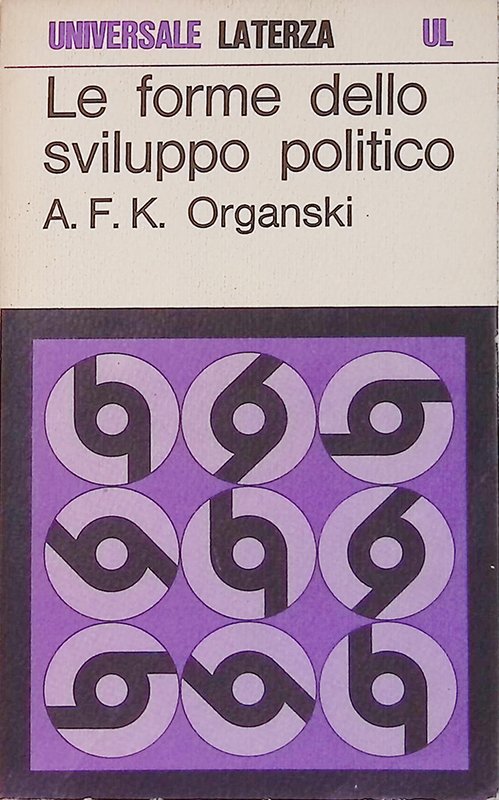 UNIVERSALE LATERZA UL
Le forme dello
sviluppo politico
A. F. K. Organski